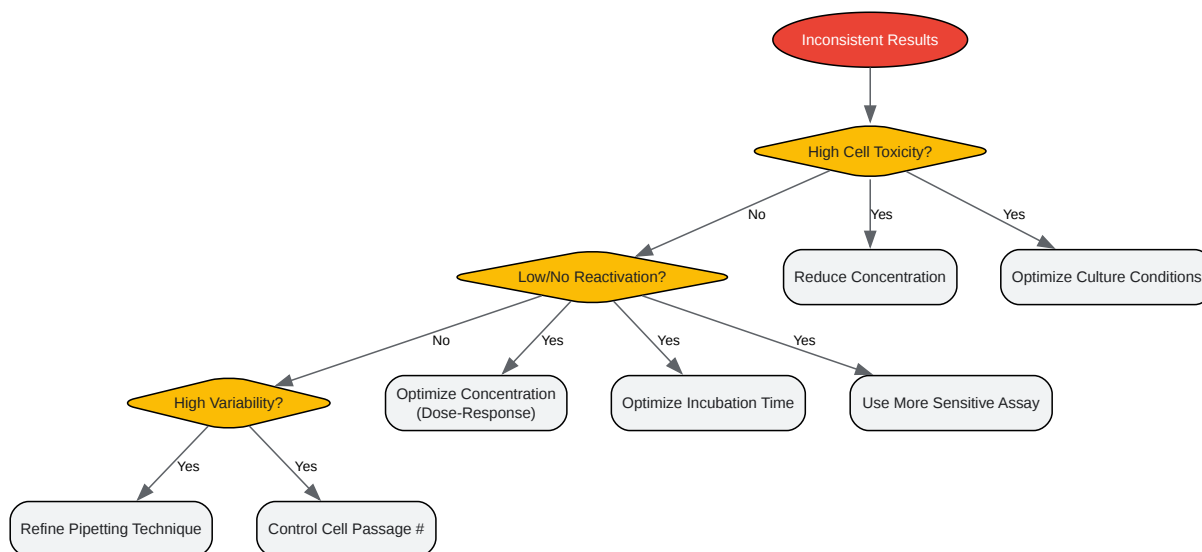 Inconsistent Results
High Cell Toxicity?
No
Yes
Yes
Low/No Reactivation?
Reduce Concentration
Optimize Culture Conditions
No
Yes
Yes
Yes
High Variability?
Optimize Concentration
(Dose-Response)
Optimize Incubation Time
Use More Sensitive Assay
Yes
Yes
Refine Pipetting Technique
Control Cell Passage #